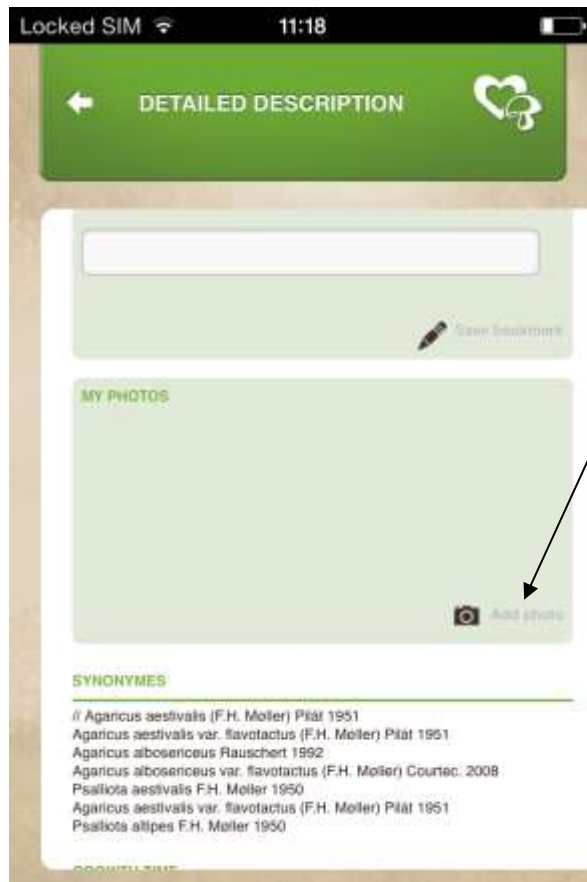 Locked SIM 11:18
DETAILED DESCRIPTION
Save bookmark
MY PHOTOS
Add photo
SYNONYMES
// Agaricus aestivalis (F.H. Møller) Pilát 1951
Agaricus aestivalis var. flavotactus (F.H. Møller) Pilát 1951
Agaricus albosericeus Rauschert 1992
Agaricus albosericeus var. flavotactus (F.H. Møller) Courtec. 2008
Psalliota aestivalis F.H. Møller 1950
Agaricus aestivalis var. flavotactus (F.H. Møller) Pilát 1951
Psalliota altipes F.H. Møller 1950
GROWTH TIME